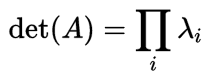 det(A) = ∏_i λ_i